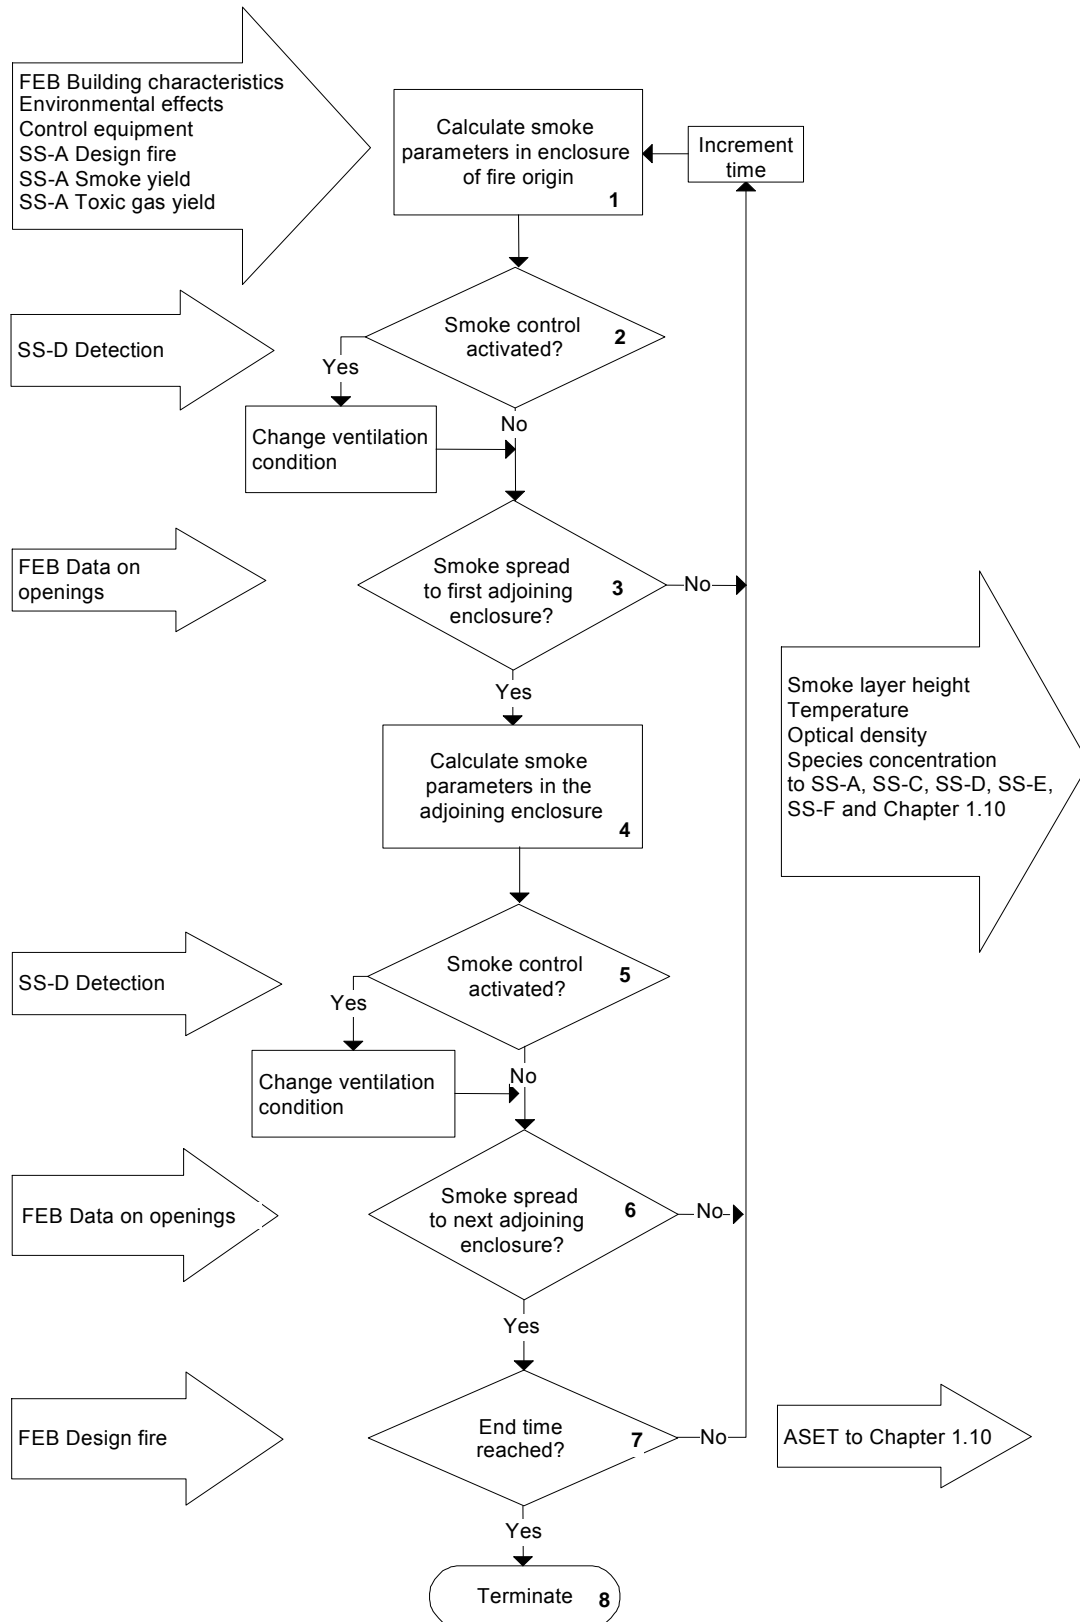 FEB Building characteristics
Environmental effects
Control equipment
SS-A Design fire
SS-A Smoke yield
SS-A Toxic gas yield
Calculate smoke
parameters in enclosure
of fire origin
1
Increment
time
SS-D Detection
Smoke control
activated?
2
Yes
No
Change ventilation
condition
FEB Data on
openings
Smoke spread
to first adjoining
enclosure?
3
No
Yes
Smoke layer height
Temperature
Optical density
Species concentration
to SS-A, SS-C, SS-D, SS-E,
SS-F and Chapter 1.10
Calculate smoke
parameters in the
adjoining enclosure
4
SS-D Detection
Smoke control
activated?
5
Yes
No
Change ventilation
condition
FEB Data on openings
Smoke spread
to next adjoining
enclosure?
6
No
Yes
FEB Design fire
End time
reached?
7
No
ASET to Chapter 1.10
Yes
Terminate
8